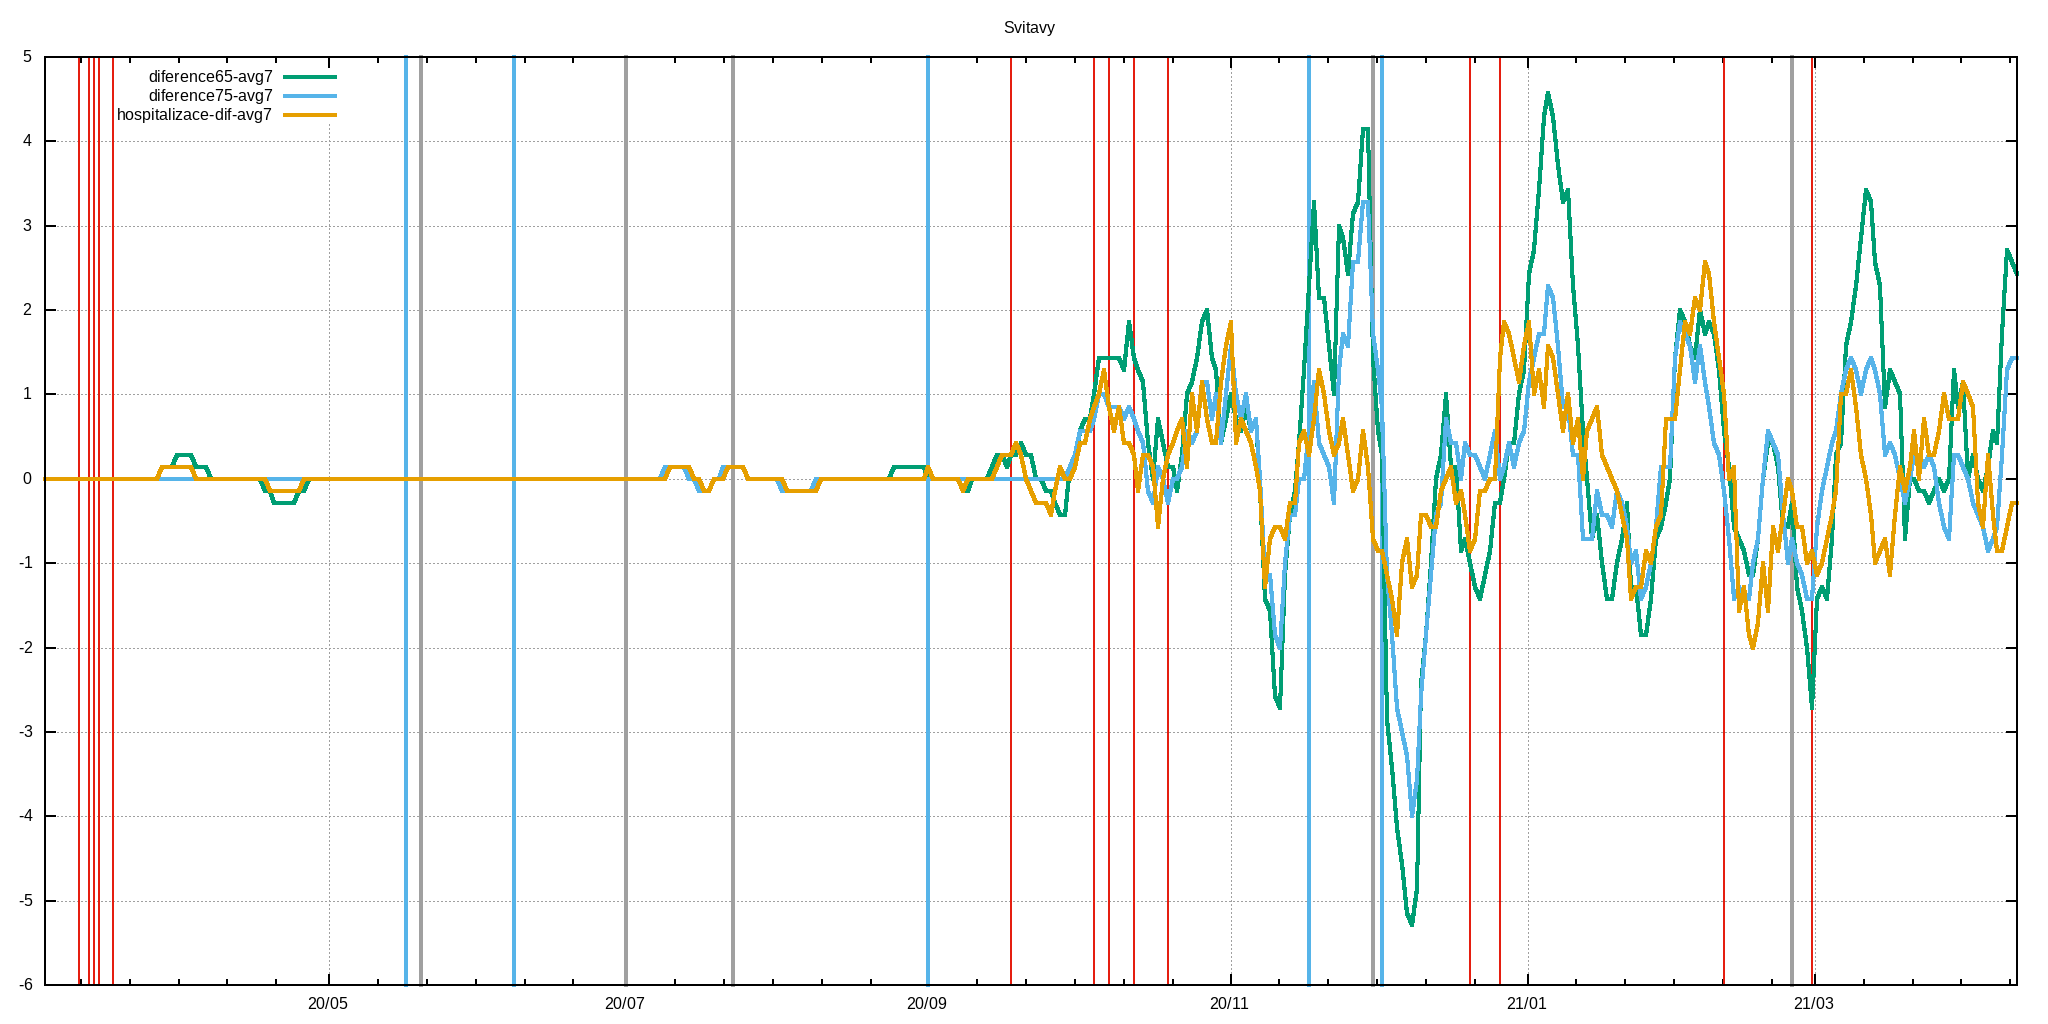 Svitavy
diference65-avg7
diference75-avg7
hospitalizace-dif-avg7
5
4
3
2
1
0
-1
-2
-3
-4
-5
-6
20/05 20/07 20/09 20/11 21/01 21/03